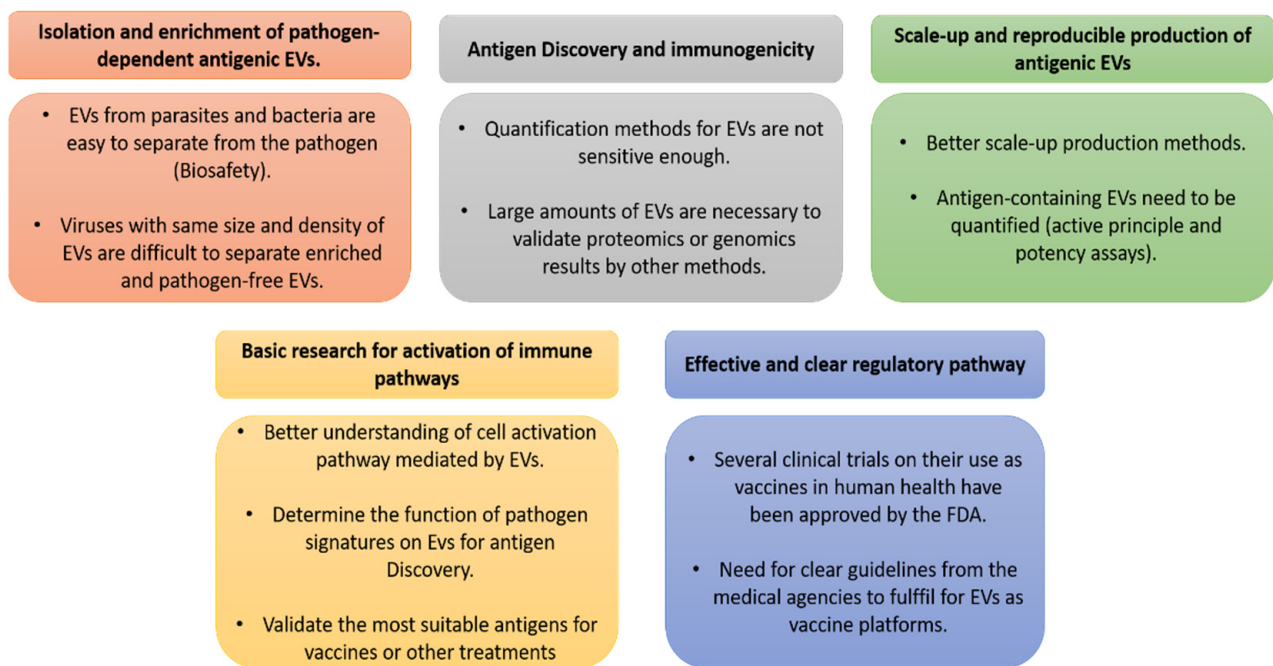 Isolation and enrichment of pathogen-
dependent antigenic EVs.
• EVs from parasites and bacteria are
easy to separate from the pathogen
(Biosafety).
• Viruses with same size and density of
EVs are difficult to separate enriched
and pathogen-free EVs.
Antigen Discovery and immunogenicity
• Quantification methods for EVs are not
sensitive enough.
• Large amounts of EVs are necessary to
validate proteomics or genomics
results by other methods.
Scale-up and reproducible production of
antigenic EVs
• Better scale-up production methods.
• Antigen-containing EVs need to be
quantified (active principle and
potency assays).
Basic research for activation of immune
pathways
• Better understanding of cell activation
pathway mediated by EVs.
• Determine the function of pathogen
signatures on Evs for antigen
Discovery.
• Validate the most suitable antigens for
vaccines or other treatments
Effective and clear regulatory pathway
• Several clinical trials on their use as
vaccines in human health have
been approved by the FDA.
• Need for clear guidelines from the
medical agencies to fulffil for EVs as
vaccine platforms.